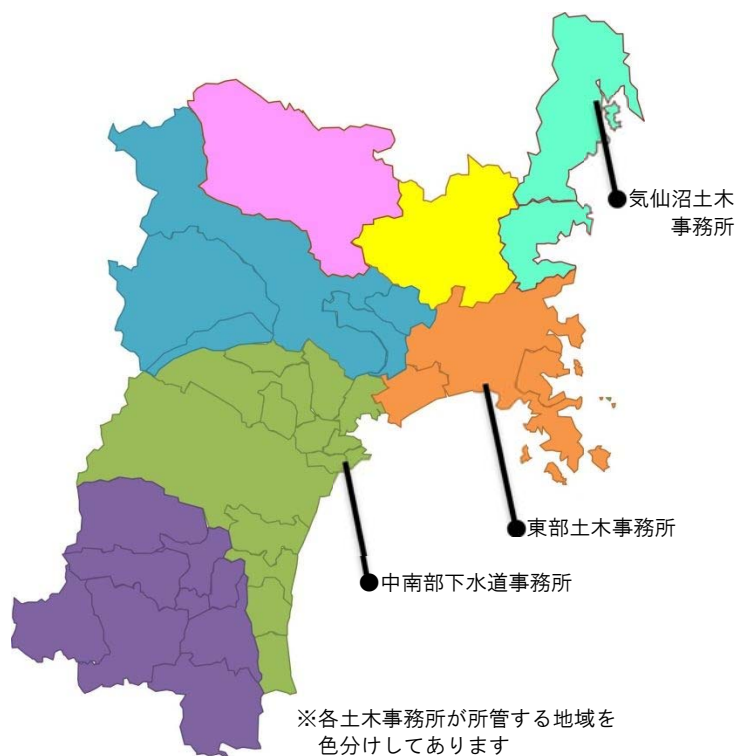 気仙沼土木
事務所
東部土木事務所
中南部下水道事務所
※各土木事務所が所管する地域を
色分けしてあります